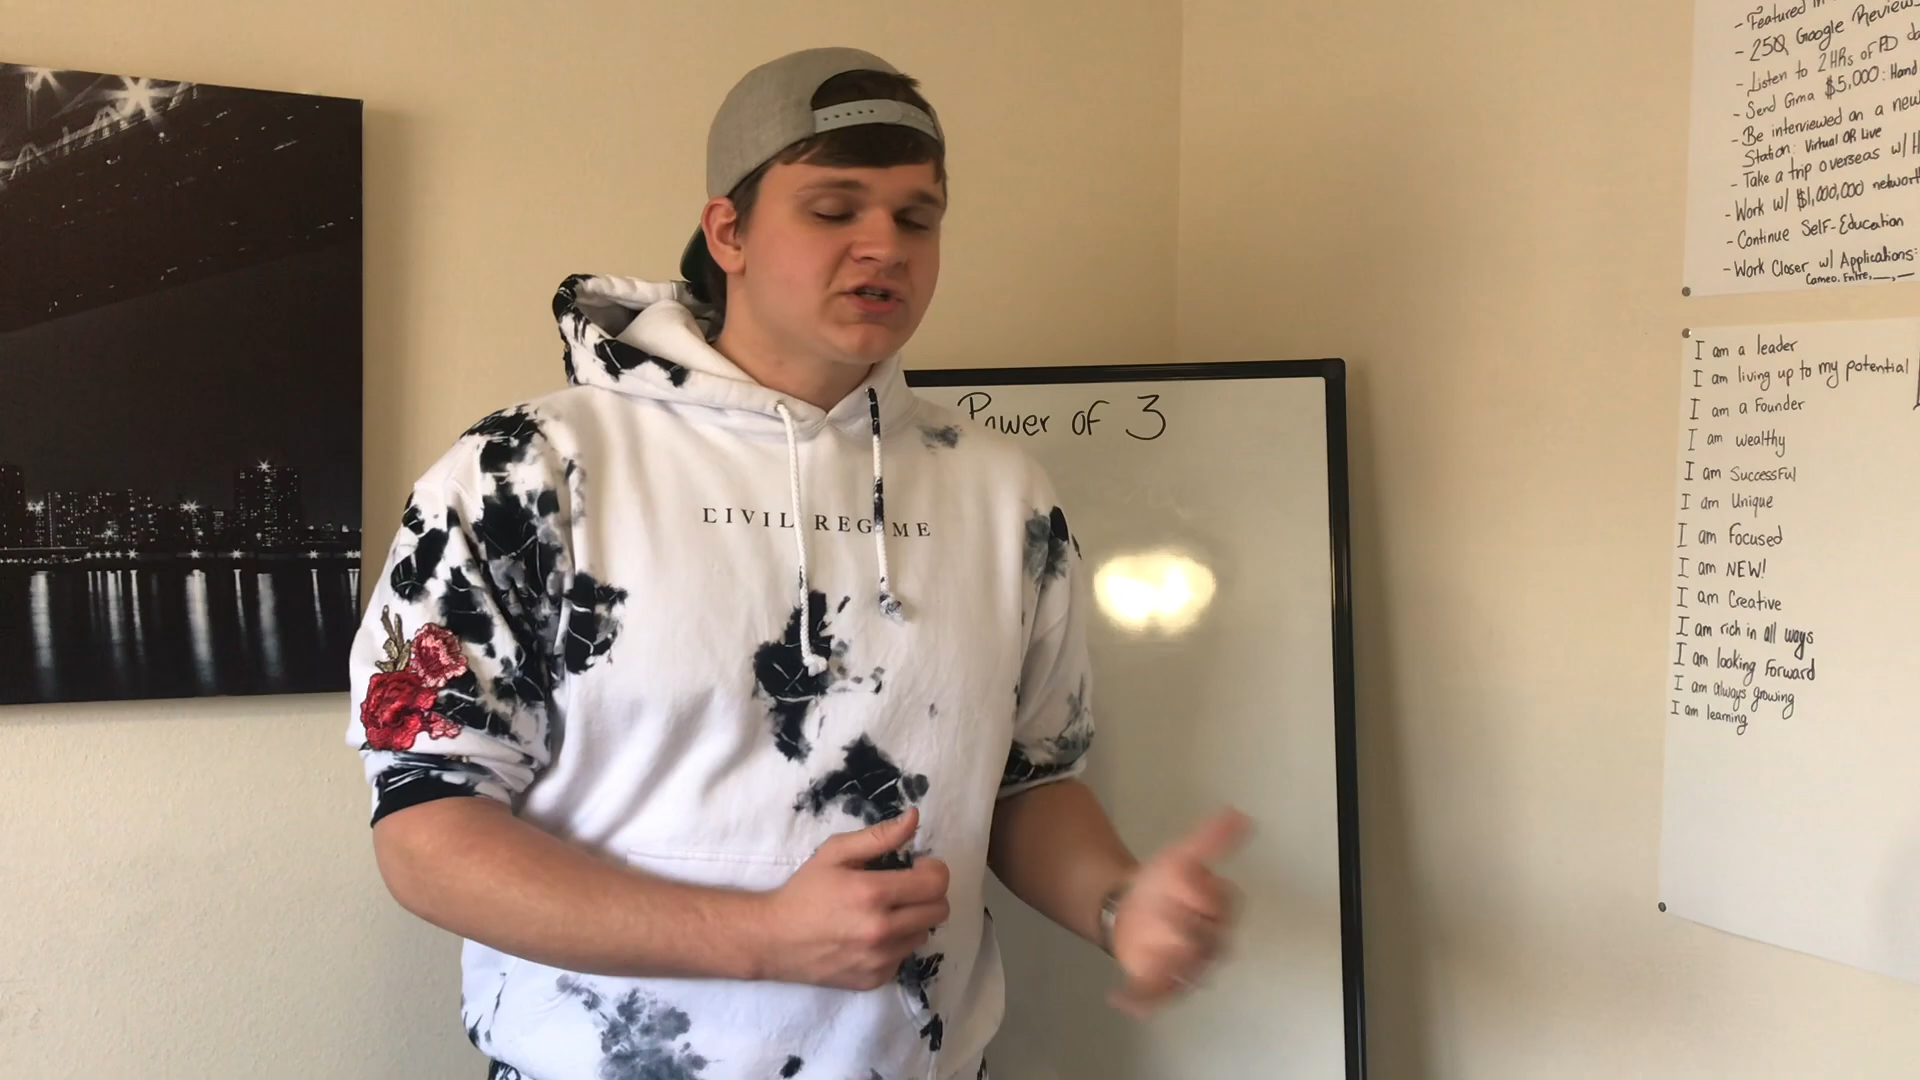 - Featured in
- 250 Google Reviews
- Listen to 2 HRs of PD da
- Send Gma $5,000: Hand
- Be interviewed on a new
Station: Virtual OR Live
- Take a trip overseas w/ H
- Work w/ $1,000,000 networt
- Continue Self-Education
- Work Closer w/ Applications:
Cameo, Entre, __, __
Power of 3
CIVIL REGIME
I am a leader
I am living up to my potential
I am a Founder
I am wealthy
I am Successful
I am Unique
I am Focused
I am NEW!
I am Creative
I am rich in all ways
I am looking Forward
I am always growing
I am learning